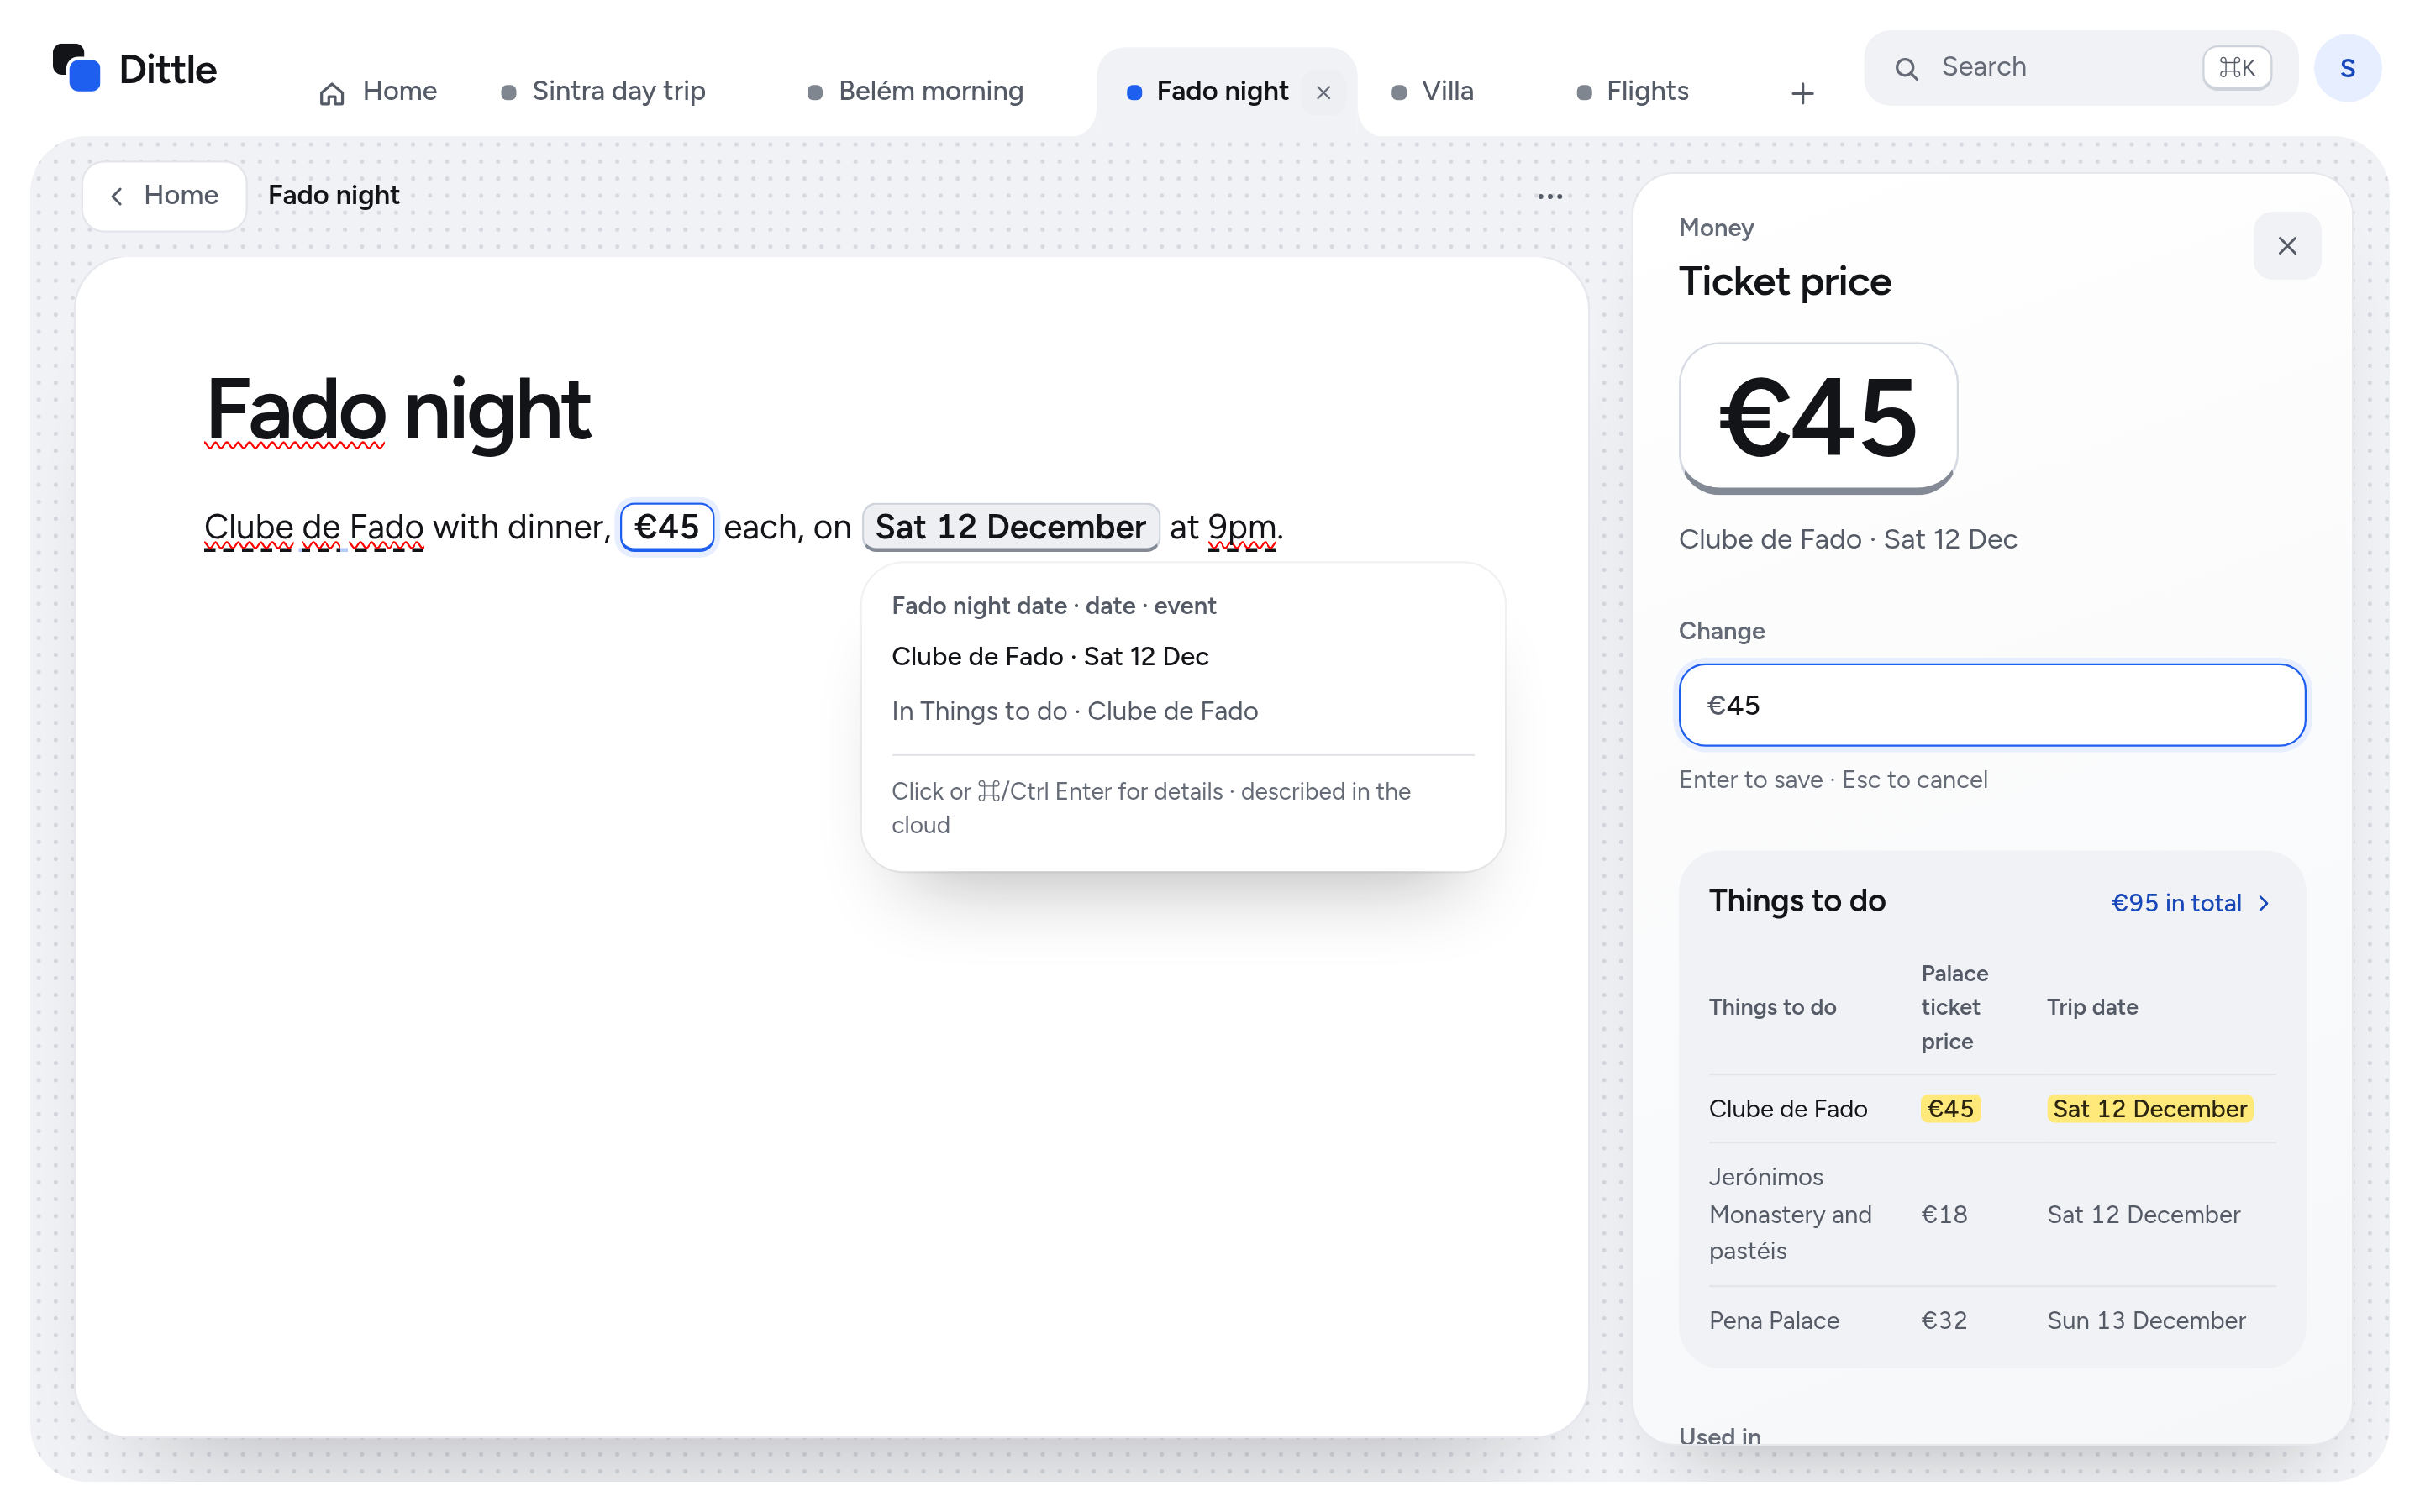 Dittle
Home
Sintra day trip
Belém morning
Fado night
Villa
Flights
Search
⌘K
S
Home
Fado night
Fado night
Clube de Fado with dinner, €45 each, on Sat 12 December at 9pm.
Fado night date · date · event
Clube de Fado · Sat 12 Dec
In Things to do · Clube de Fado
Click or ⌘/Ctrl Enter for details · described in the
cloud
Money
Ticket price
€45
Clube de Fado · Sat 12 Dec
Change
€45
Enter to save · Esc to cancel
Things to do
€95 in total
Things to do
Palace
ticket
price
Trip date
Clube de Fado €45 Sat 12 December
Jerónimos
Monastery and
pastéis
€18 Sat 12 December
Pena Palace €32 Sun 13 December
Used in